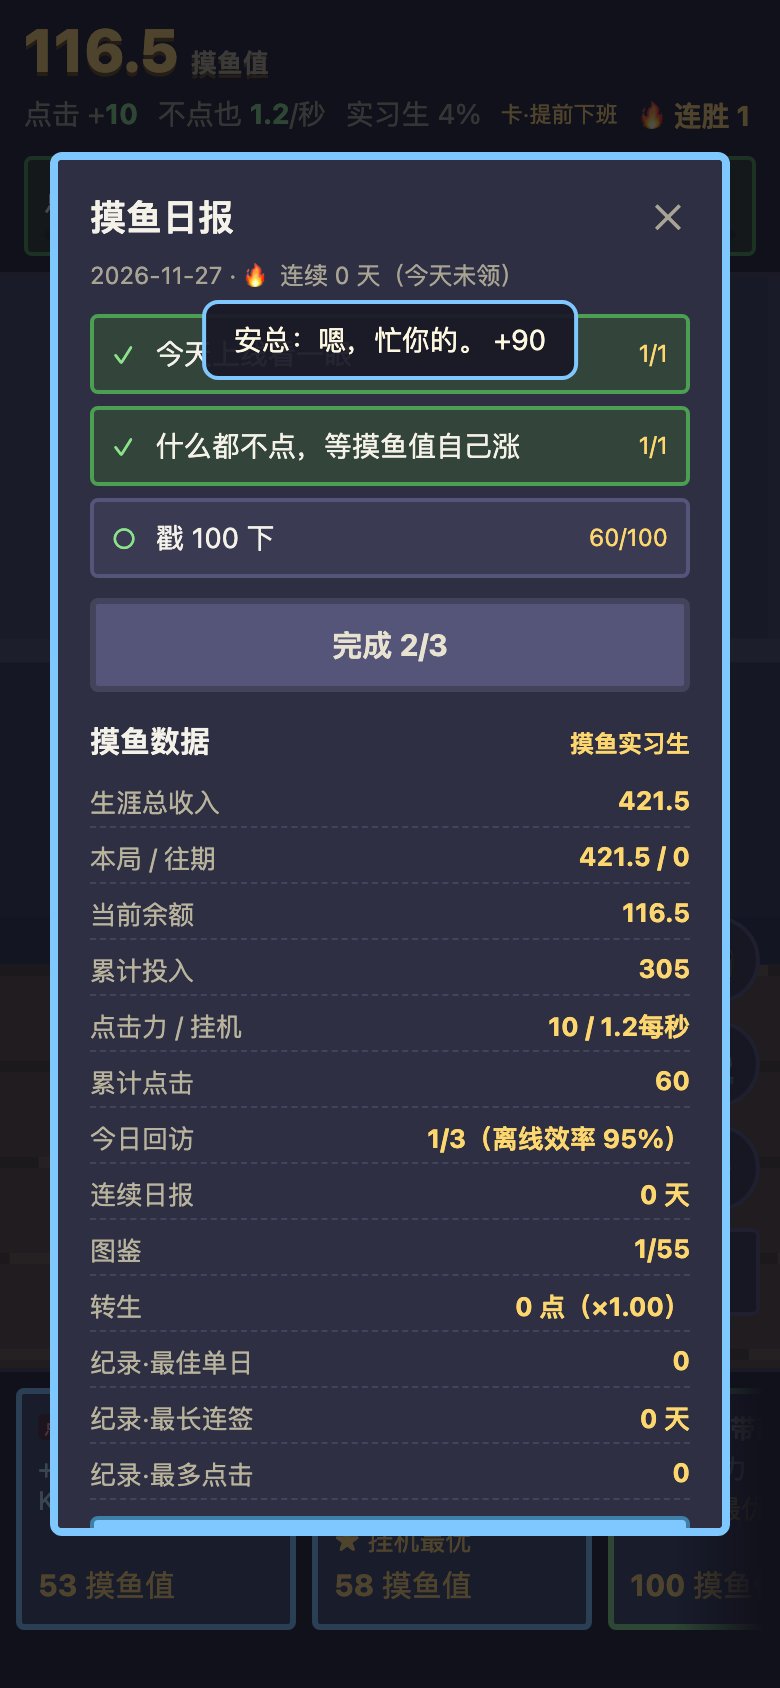 116.5 摸鱼值
点击 +10 不点也 1.2/秒 实习生 4% 卡·提前下班 🔥 连胜 1
摸鱼日报
2026-11-27 · 🔥 连续 0 天（今天未领）
安总：嗯，忙你的。 +90
今天上线看一眼 1/1
什么都不点，等摸鱼值自己涨 1/1
戳 100 下 60/100
完成 2/3
摸鱼数据 摸鱼实习生
生涯总收入 421.5
本局 / 往期 421.5 / 0
当前余额 116.5
累计投入 305
点击力 / 挂机 10 / 1.2每秒
累计点击 60
今日回访 1/3（离线效率 95%）
连续日报 0 天
图鉴 1/55
转生 0 点（×1.00）
纪录·最佳单日 0
纪录·最长连签 0 天
纪录·最多点击 0
★ 挂机最优
53 摸鱼值 58 摸鱼值 100 摸鱼